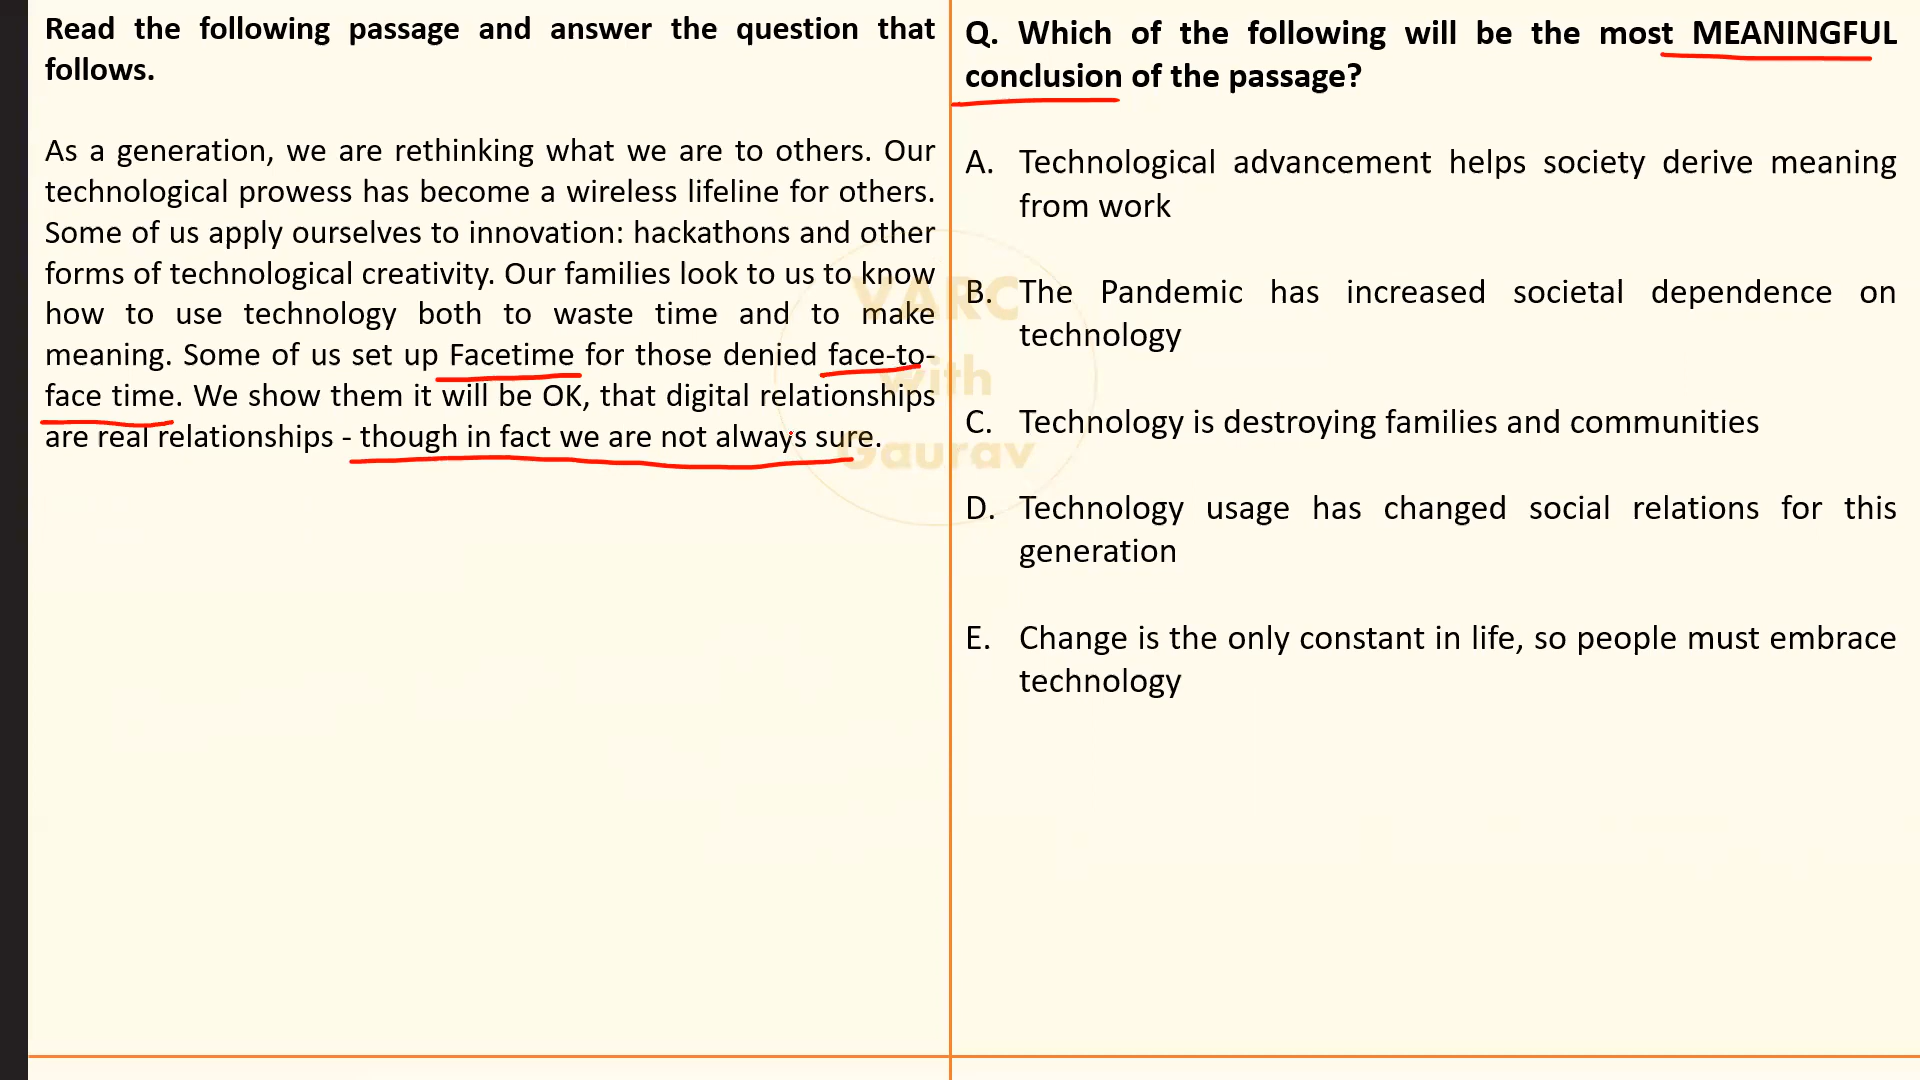 Read the following passage and answer the question that
follows.
As a generation, we are rethinking what we are to others. Our
technological prowess has become a wireless lifeline for others.
Some of us apply ourselves to innovation: hackathons and other
forms of technological creativity. Our families look to us to know
how to use technology both to waste time and to make
meaning. Some of us set up Facetime for those denied face-to-
face time. We show them it will be OK, that digital relationships
are real relationships - though in fact we are not always sure.
Q. Which of the following will be the most MEANINGFUL
conclusion of the passage?
A. Technological advancement helps society derive meaning
from work
B. The Pandemic has increased societal dependence on
technology
C. Technology is destroying families and communities
D. Technology usage has changed social relations for this
generation
E. Change is the only constant in life, so people must embrace
technology
VARC
with
Gaurav